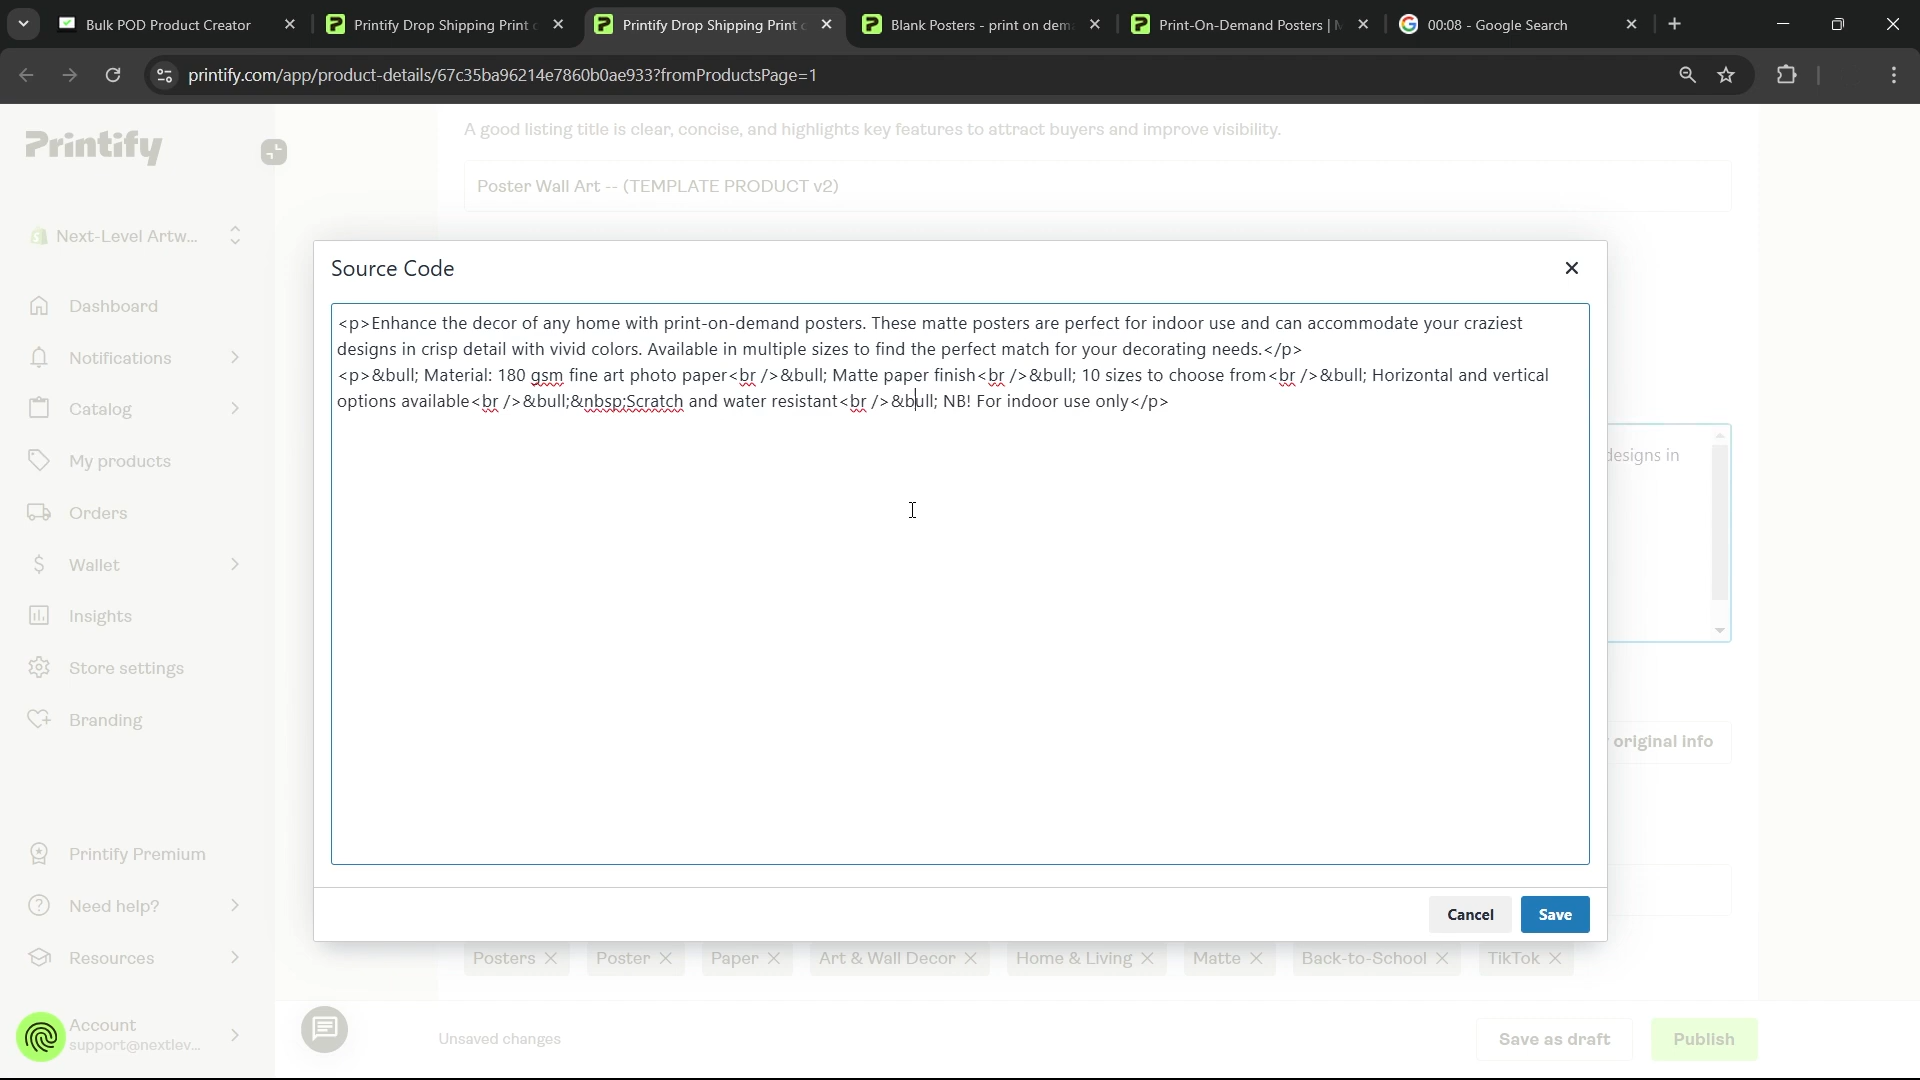 Bulk POD Product Creator
Printify Drop Shipping Print
Printify Drop Shipping Print
Blank Posters - print on dem
Print-On-Demand Posters |
00:08 - Google Search
printify.com/app/product-details/67c35ba96214e7860b0ae933?fromProductsPage=1
Printify
Next-Level Artw...
Dashboard
Notifications
Catalog
My products
Orders
Wallet
Insights
Store settings
Branding
Printify Premium
Need help?
Resources
Account
support@nextlev...
A good listing title is clear, concise, and highlights key features to attract buyers and improve visibility.
Poster Wall Art -- (TEMPLATE PRODUCT v2)
Source Code
<p>Enhance the decor of any home with print-on-demand posters. These matte posters are perfect for indoor use and can accommodate your craziest
designs in crisp detail with vivid colors. Available in multiple sizes to find the perfect match for your decorating needs.</p>
<p>&bull; Material: 180 gsm fine art photo paper<br />&bull; Matte paper finish<br />&bull; 10 sizes to choose from<br />&bull; Horizontal and vertical
options available<br />&bull;&nbsp;Scratch and water resistant<br />&bull; NB! For indoor use only</p>
designs in
original info
Cancel
Save
Posters
Poster
Paper
Art & Wall Decor
Home & Living
Matte
Back-to-School
TikTok
Unsaved changes
Save as draft
Publish